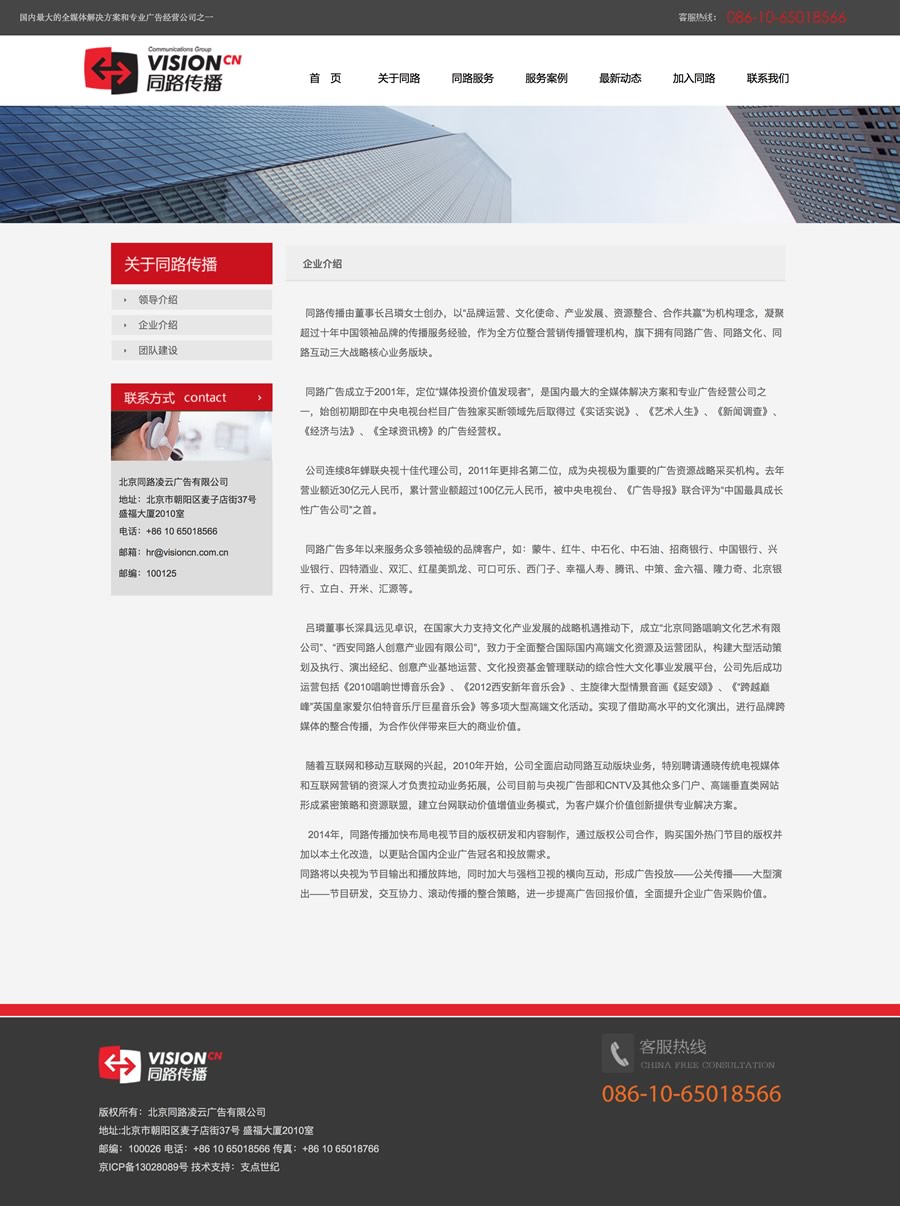 国内最大的全媒体解决方案和专业广告经营公司之一
客服热线： 086-10-65018566
Communications Group
VISION CN
同路传播
首 页 关于同路 同路服务 服务案例 最新动态 加入同路 联系我们
关于同路传播
领导介绍
企业介绍
团队建设
联系方式 contact
北京同路凌云广告有限公司
地址：北京市朝阳区麦子店街37号
盛福大厦2010室
电话：+86 10 65018566
邮箱：hr@visioncn.com.cn
邮编：100125
企业介绍
同路传播由董事长吕璘女士创办，以“品牌运营、文化使命、产业发展、资源整合、合作共赢”为机构理念，凝聚
超过十年中国领袖品牌的传播服务经验，作为全方位整合营销传播管理机构，旗下拥有同路广告、同路文化、同
路互动三大战略核心业务版块。
同路广告成立于2001年，定位“媒体投资价值发现者”，是国内最大的全媒体解决方案和专业广告经营公司之
一，始创初期即在中央电视台栏目广告独家买断领域先后取得过《实话实说》、《艺术人生》、《新闻调查》、
《经济与法》、《全球资讯榜》的广告经营权。
公司连续8年蝉联央视十佳代理公司，2011年更排名第二位，成为央视极为重要的广告资源战略采买机构。去年
营业额近30亿元人民币，累计营业额超过100亿元人民币，被中央电视台、《广告导报》联合评为“中国最具成长
性广告公司”之首。
同路广告多年以来服务众多领袖级的品牌客户，如：蒙牛、红牛、中石化、中石油、招商银行、中国银行、兴
业银行、四特酒业、双汇、红星美凯龙、可口可乐、西门子、幸福人寿、腾讯、中策、金六福、隆力奇、北京银
行、立白、开米、汇源等。
吕璘董事长深具远见卓识，在国家大力支持文化产业发展的战略机遇推动下，成立“北京同路唱响文化艺术有限
公司”、“西安同路人创意产业园有限公司”，致力于全面整合国际国内高端文化资源及运营团队，构建大型活动策
划及执行、演出经纪、创意产业基地运营、文化投资基金管理联动的综合性大文化事业发展平台，公司先后成功
运营包括《2010唱响世博音乐会》、《2012西安新年音乐会》、主旋律大型情景音画《延安颂》、《“跨越巅
峰”英国皇家爱尔伯特音乐厅巨星音乐会》等多项大型高端文化活动。实现了借助高水平的文化演出，进行品牌跨
媒体的整合传播，为合作伙伴带来巨大的商业价值。
随着互联网和移动互联网的兴起，2010年开始，公司全面启动同路互动版块业务，特别聘请通晓传统电视媒体
和互联网营销的资深人才负责拉动业务拓展，公司目前与央视广告部和CNTV及其他众多门户、高端垂直类网站
形成紧密策略和资源联盟，建立台网联动价值增值业务模式，为客户媒介价值创新提供专业解决方案。
2014年，同路传播加快布局电视节目的版权研发和内容制作，通过版权公司合作，购买国外热门节目的版权并
加以本土化改造，以更贴合国内企业广告冠名和投放需求。
同路将以央视为节目输出和播放阵地，同时加大与强档卫视的横向互动，形成广告投放——公关传播——大型演
出——节目研发，交互协力、滚动传播的整合策略，进一步提高广告回报价值，全面提升企业广告采购价值。
VISION CN
同路传播
版权所有：北京同路凌云广告有限公司
地址:北京市朝阳区麦子店街37号 盛福大厦2010室
邮编：100026 电话：+86 10 65018566 传真：+86 10 65018766
京ICP备13028089号 技术支持：支点世纪
客服热线
CHINA FREE CONSULTATION
086-10-65018566